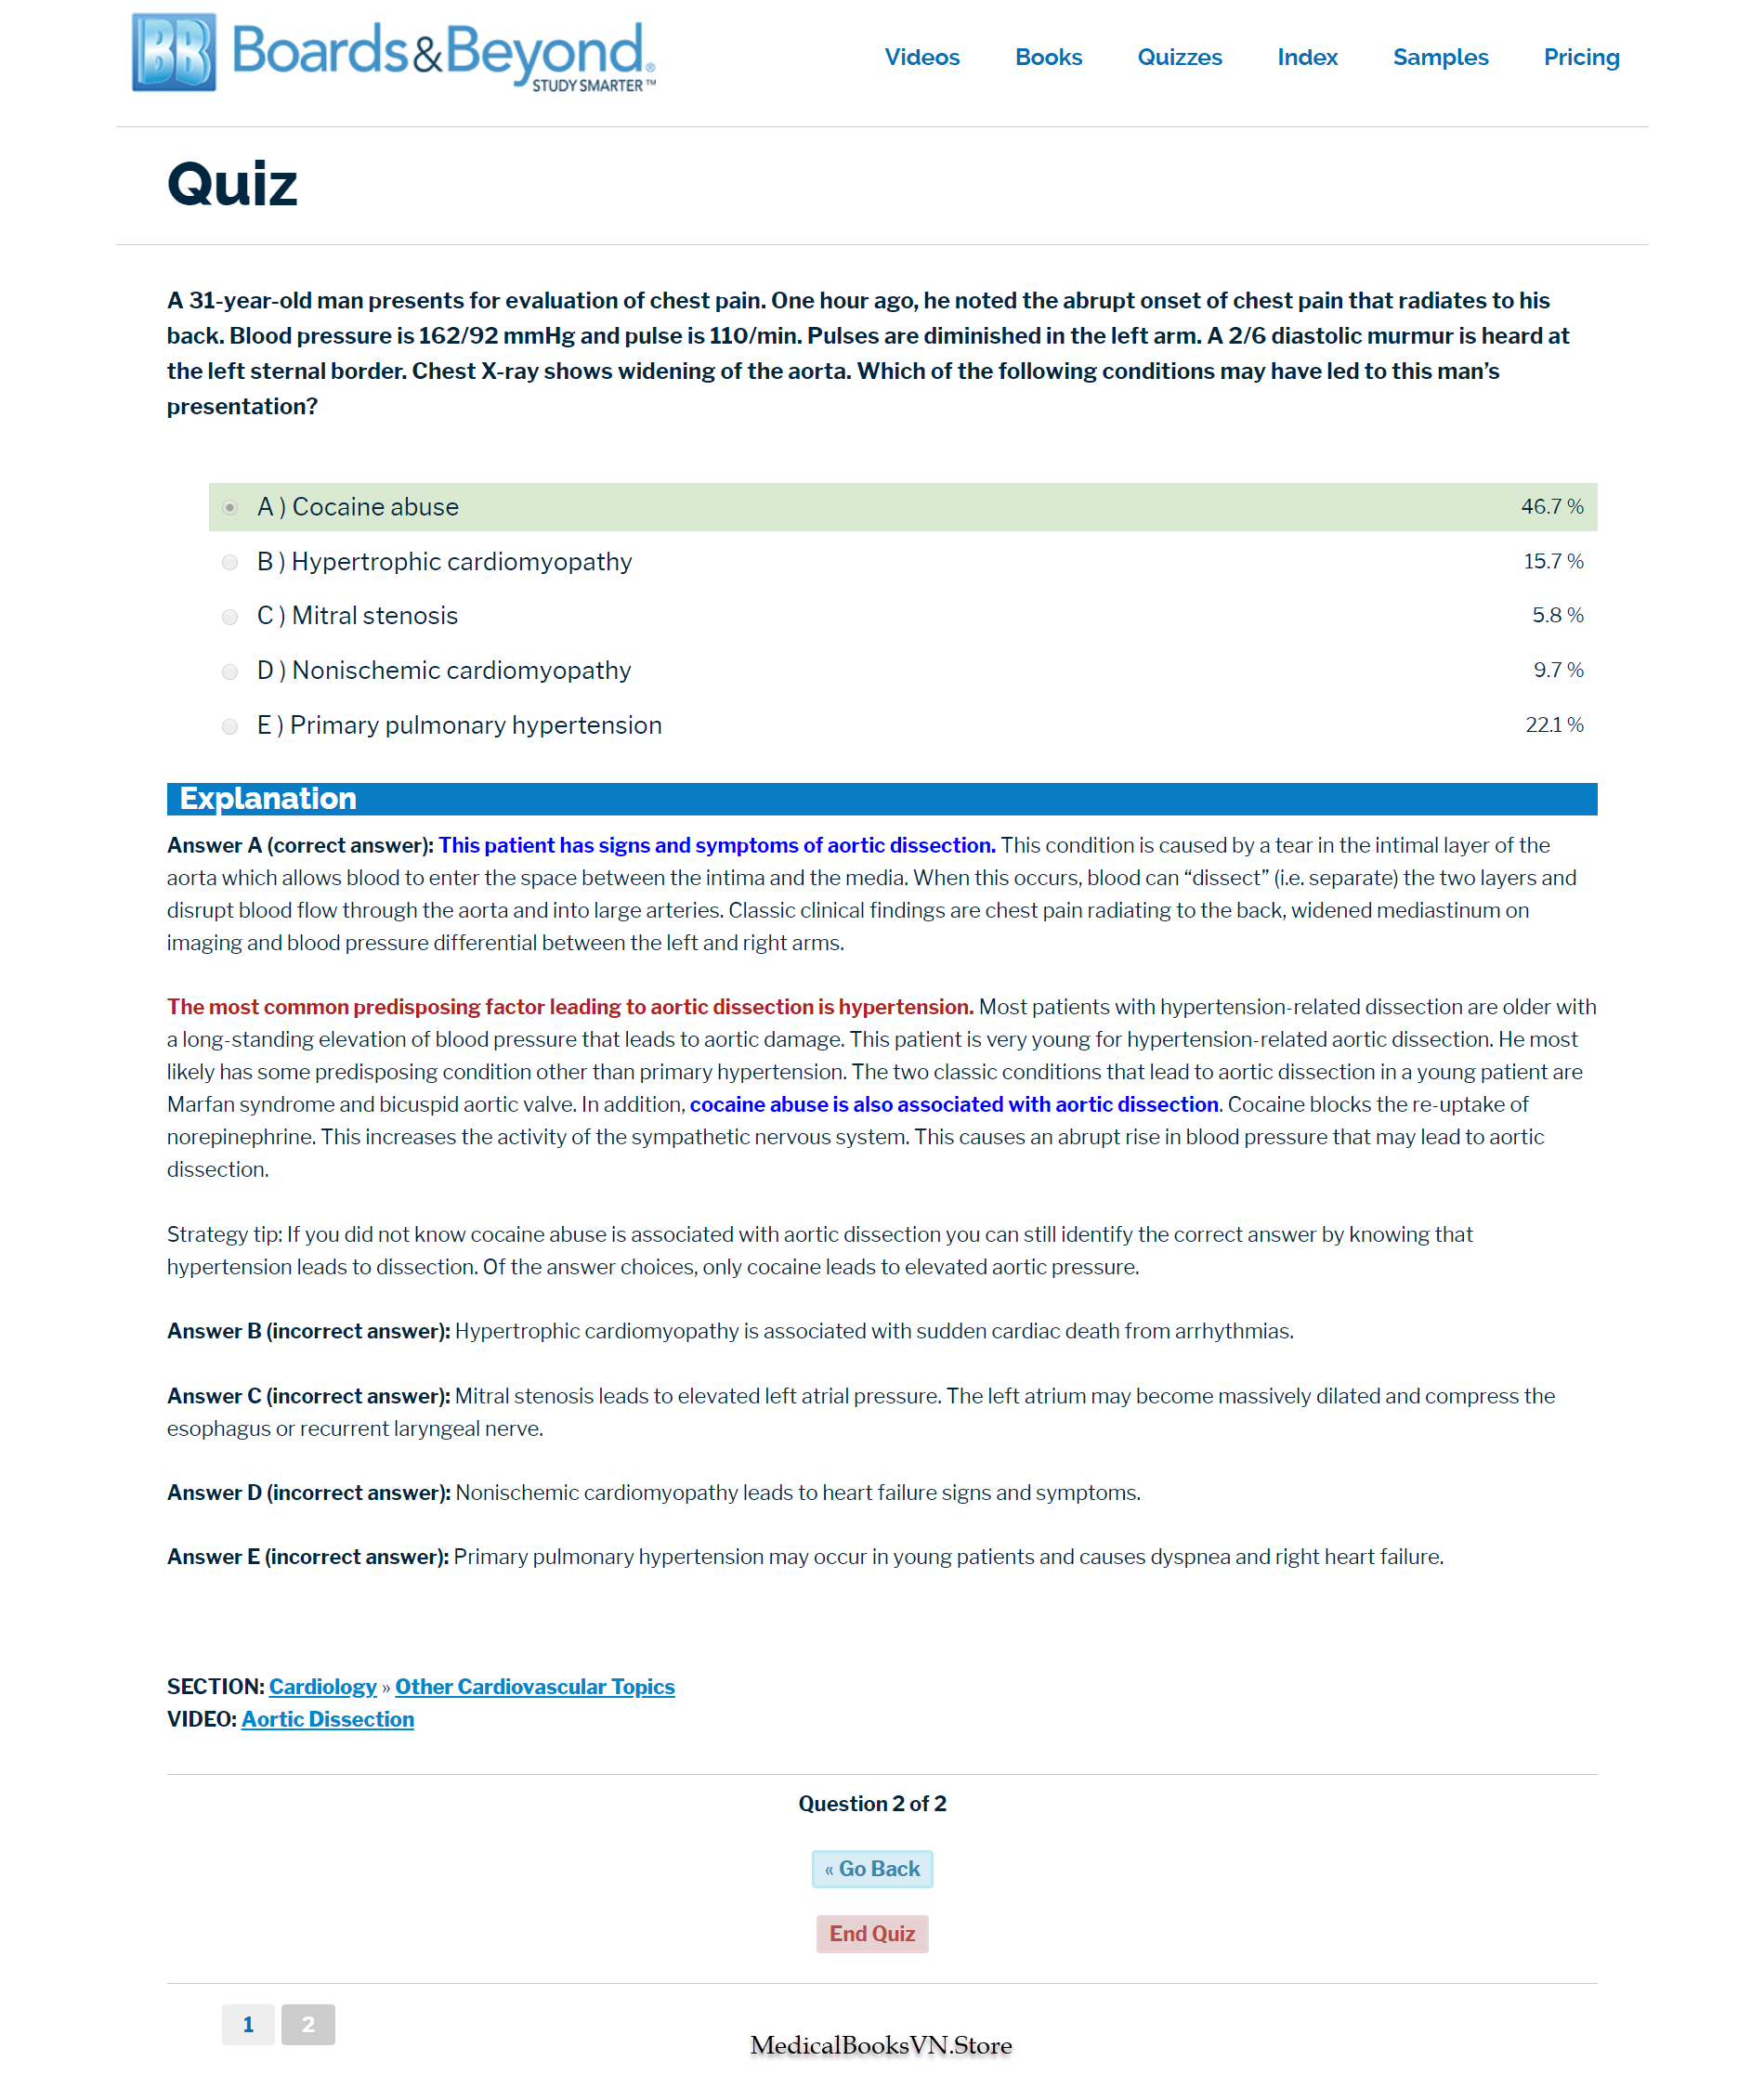 BB Boards&Beyond®
STUDY SMARTER™
Videos Books Quizzes Index Samples Pricing
Quiz
A 31-year-old man presents for evaluation of chest pain. One hour ago, he noted the abrupt onset of chest pain that radiates to his
back. Blood pressure is 162/92 mmHg and pulse is 110/min. Pulses are diminished in the left arm. A 2/6 diastolic murmur is heard at
the left sternal border. Chest X-ray shows widening of the aorta. Which of the following conditions may have led to this man’s
presentation?
A ) Cocaine abuse 46.7 %
B ) Hypertrophic cardiomyopathy 15.7 %
C ) Mitral stenosis 5.8 %
D ) Nonischemic cardiomyopathy 9.7 %
E ) Primary pulmonary hypertension 22.1 %
Explanation
Answer A (correct answer): This patient has signs and symptoms of aortic dissection. This condition is caused by a tear in the intimal layer of the
aorta which allows blood to enter the space between the intima and the media. When this occurs, blood can “dissect” (i.e. separate) the two layers and
disrupt blood flow through the aorta and into large arteries. Classic clinical findings are chest pain radiating to the back, widened mediastinum on
imaging and blood pressure differential between the left and right arms.
The most common predisposing factor leading to aortic dissection is hypertension. Most patients with hypertension-related dissection are older with
a long-standing elevation of blood pressure that leads to aortic damage. This patient is very young for hypertension-related aortic dissection. He most
likely has some predisposing condition other than primary hypertension. The two classic conditions that lead to aortic dissection in a young patient are
Marfan syndrome and bicuspid aortic valve. In addition, cocaine abuse is also associated with aortic dissection. Cocaine blocks the re-uptake of
norepinephrine. This increases the activity of the sympathetic nervous system. This causes an abrupt rise in blood pressure that may lead to aortic
dissection.
Strategy tip: If you did not know cocaine abuse is associated with aortic dissection you can still identify the correct answer by knowing that
hypertension leads to dissection. Of the answer choices, only cocaine leads to elevated aortic pressure.
Answer B (incorrect answer): Hypertrophic cardiomyopathy is associated with sudden cardiac death from arrhythmias.
Answer C (incorrect answer): Mitral stenosis leads to elevated left atrial pressure. The left atrium may become massively dilated and compress the
esophagus or recurrent laryngeal nerve.
Answer D (incorrect answer): Nonischemic cardiomyopathy leads to heart failure signs and symptoms.
Answer E (incorrect answer): Primary pulmonary hypertension may occur in young patients and causes dyspnea and right heart failure.
SECTION: Cardiology » Other Cardiovascular Topics
VIDEO: Aortic Dissection
Question 2 of 2
« Go Back
End Quiz
1 2
MedicalBooksVN.Store